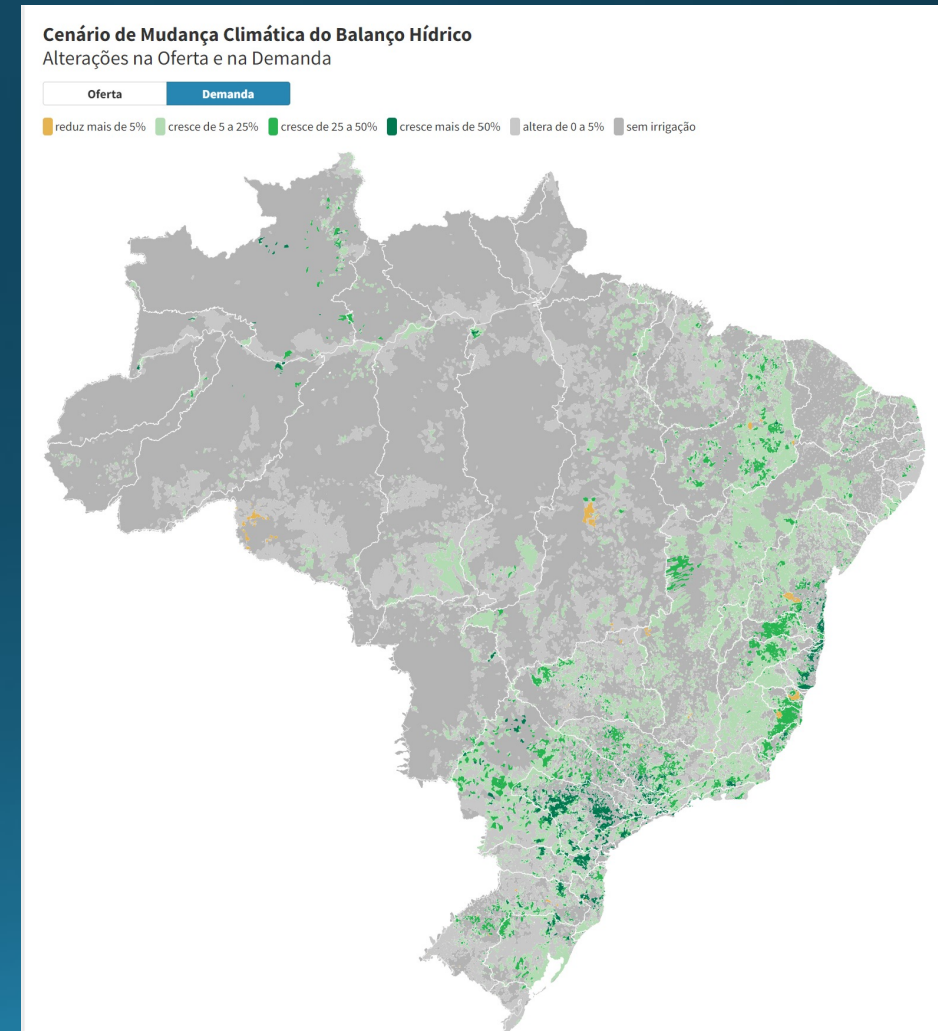 Cenário de Mudança Climática do Balanço Hídrico
Alterações na Oferta e na Demanda
Oferta Demanda
reduz mais de 5% cresce de 5 a 25% cresce de 25 a 50% cresce mais de 50% altera de 0 a 5% sem irrigação